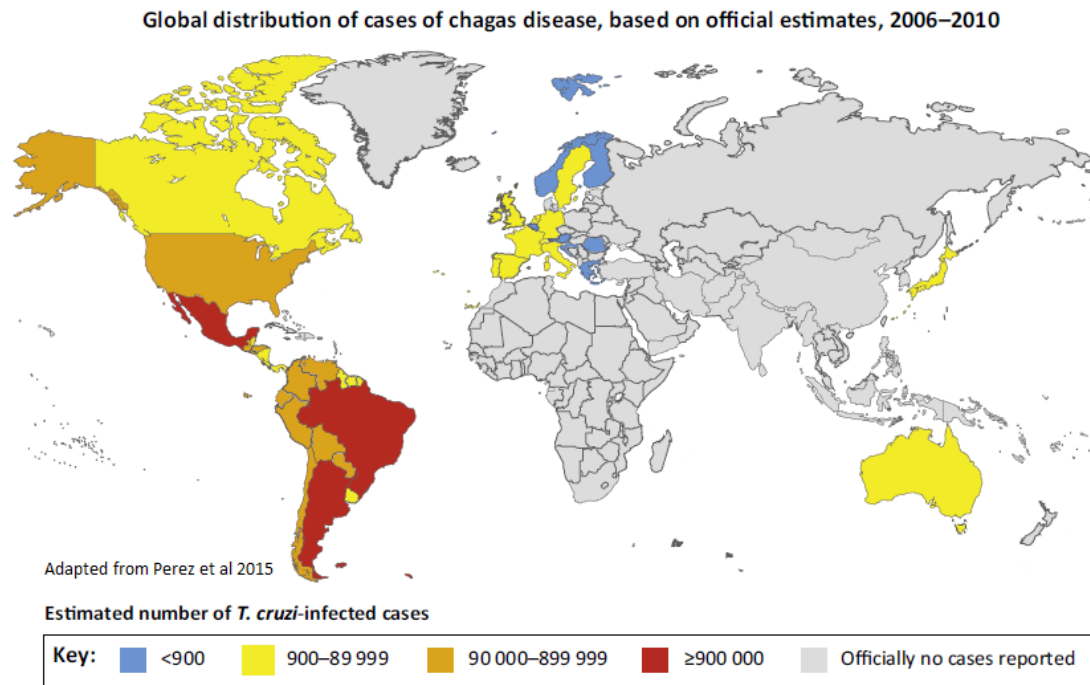 Global distribution of cases of chagas disease, based on official estimates, 2006–2010
Adapted from Perez et al 2015
Estimated number of T. cruzi-infected cases
Key: <900 900–89 999 90 000–899 999 ≥900 000 Officially no cases reported